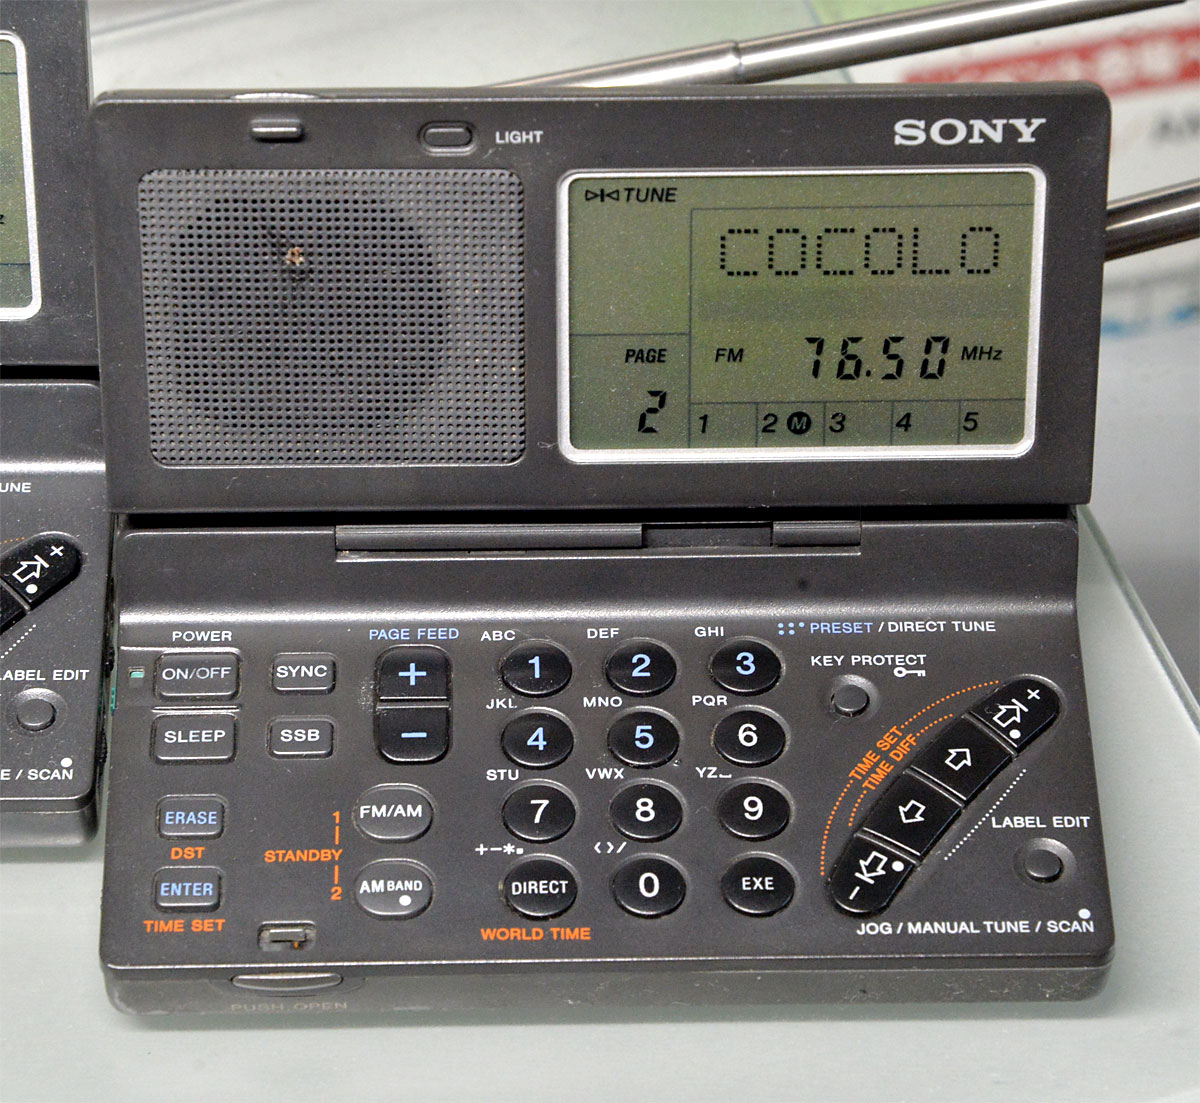 LIGHT
SONY
TUNE
COCOLO
PAGE
FM 76.50 MHz
2
1 2 M 3 4 5
POWER
PAGE FEED
ABC DEF GHI
PRESET / DIRECT TUNE
ON/OFF SYNC + 1 2 3
KEY PROTECT
JKL MNO PQR
SLEEP SSB − 4 5 6
+
TIME SET
TIME DIFF
STU VWX YZ⎵
ERASE FM/AM 7 8 9
1
DST STANDBY
2
LABEL EDIT
+−*. <>/
ENTER AM BAND DIRECT 0 EXE
−
TIME SET WORLD TIME
JOG / MANUAL TUNE / SCAN
PUSH OPEN
UNE
+
LABEL EDIT
E / SCAN